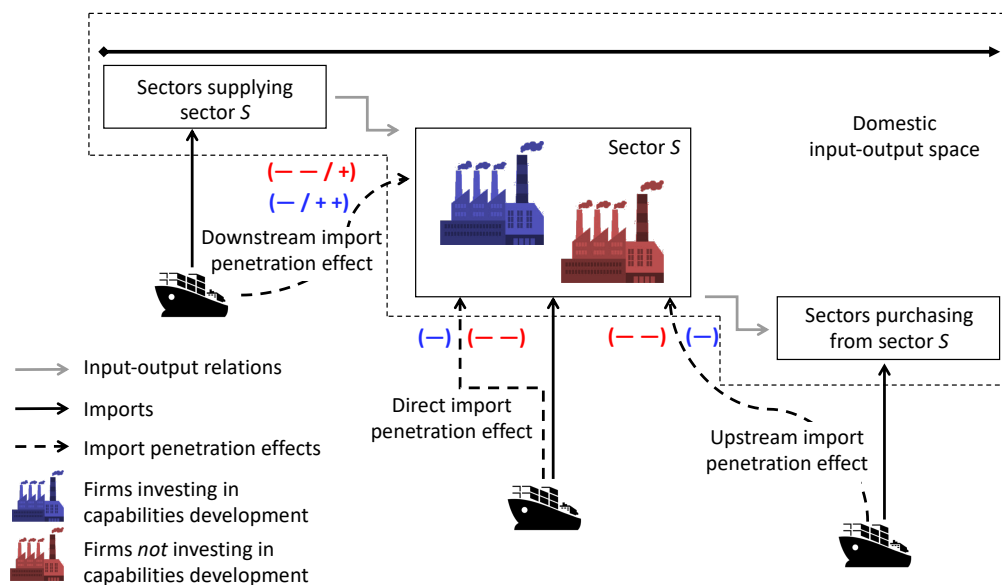 Sectors supplying
sector S
Sector S
Domestic
input-output space
(— — / +)
(— / + +)
Downstream import
penetration effect
(—) (— —)
(— —) (—)
Sectors purchasing
from sector S
Input-output relations
Imports
Import penetration effects
Direct import
penetration effect
Upstream import
penetration effect
Firms investing in
capabilities development
Firms not investing in
capabilities development